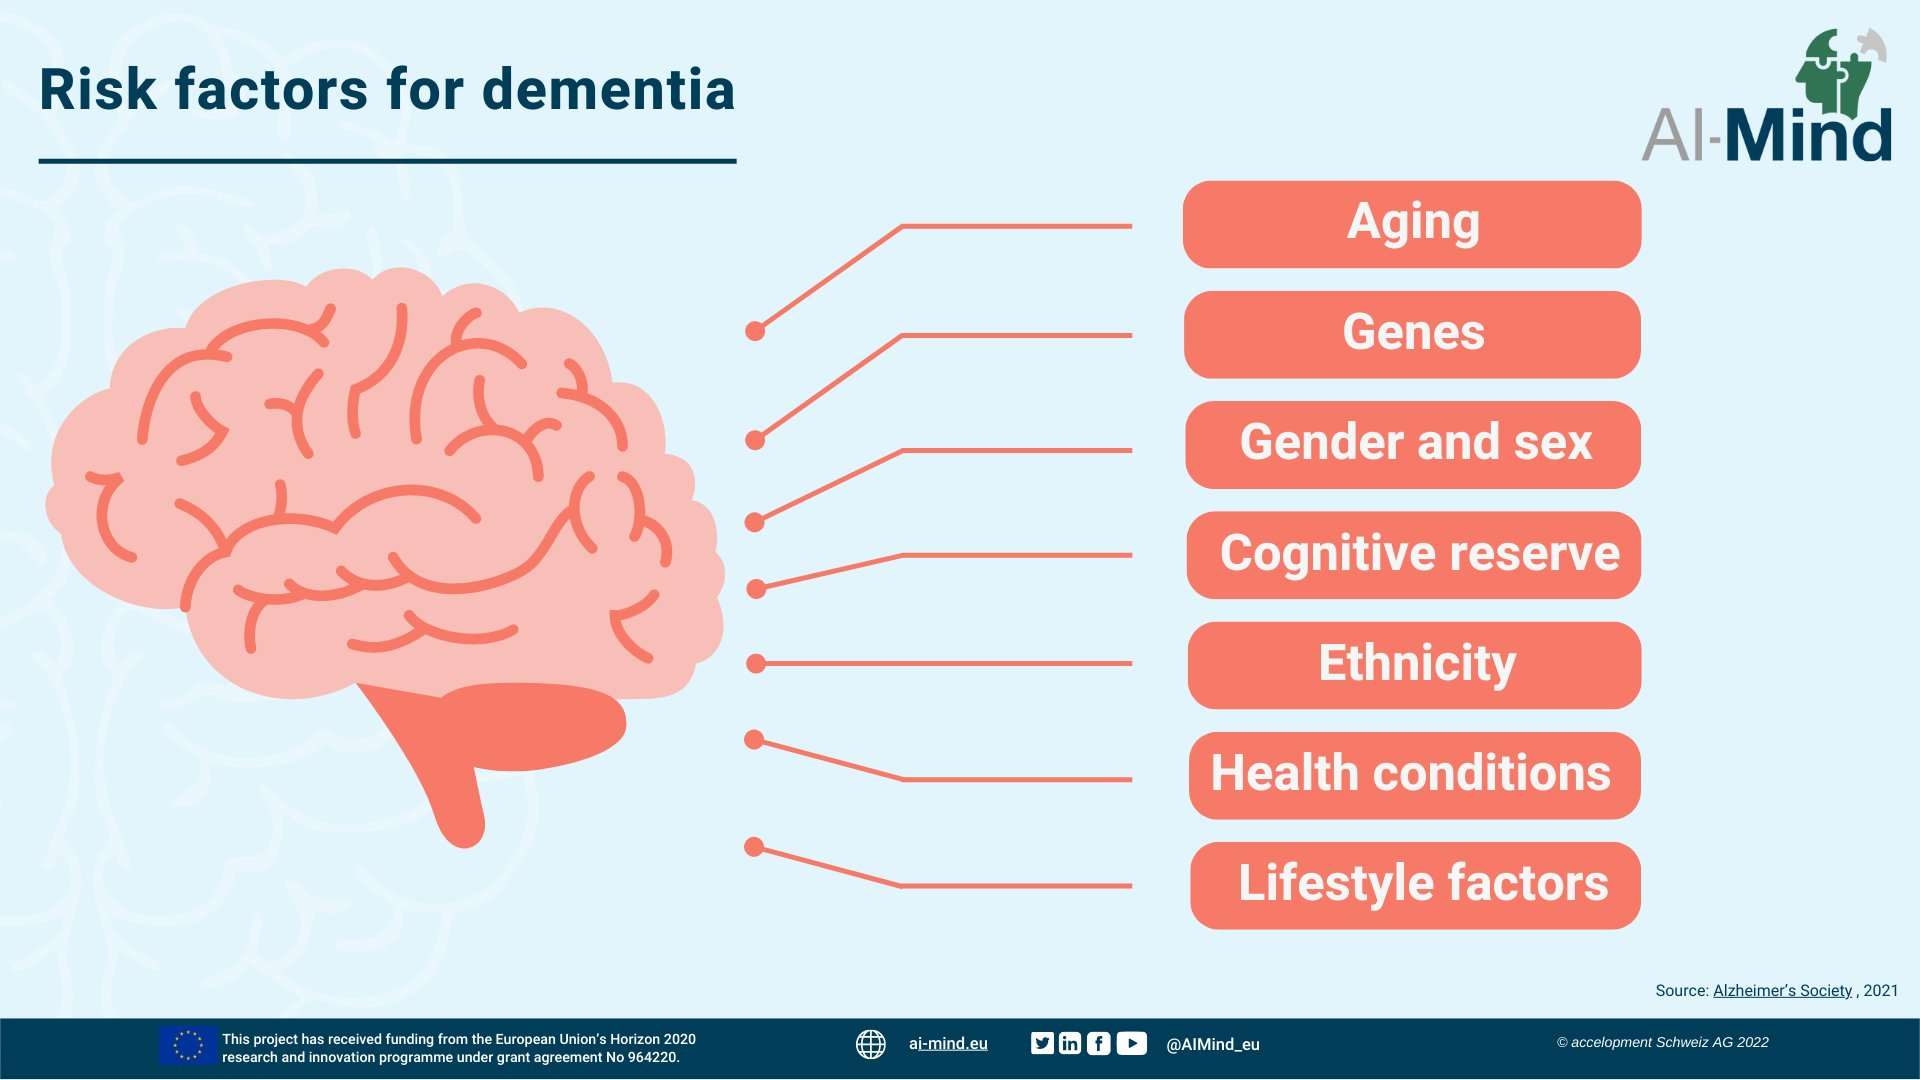 Risk factors for dementia
AI-Mind
Aging
Genes
Gender and sex
Cognitive reserve
Ethnicity
Health conditions
Lifestyle factors
Source: Alzheimer’s Society , 2021
This project has received funding from the European Union’s Horizon 2020
research and innovation programme under grant agreement No 964220.
ai-mind.eu
@AIMind_eu
© accelopment Schweiz AG 2022